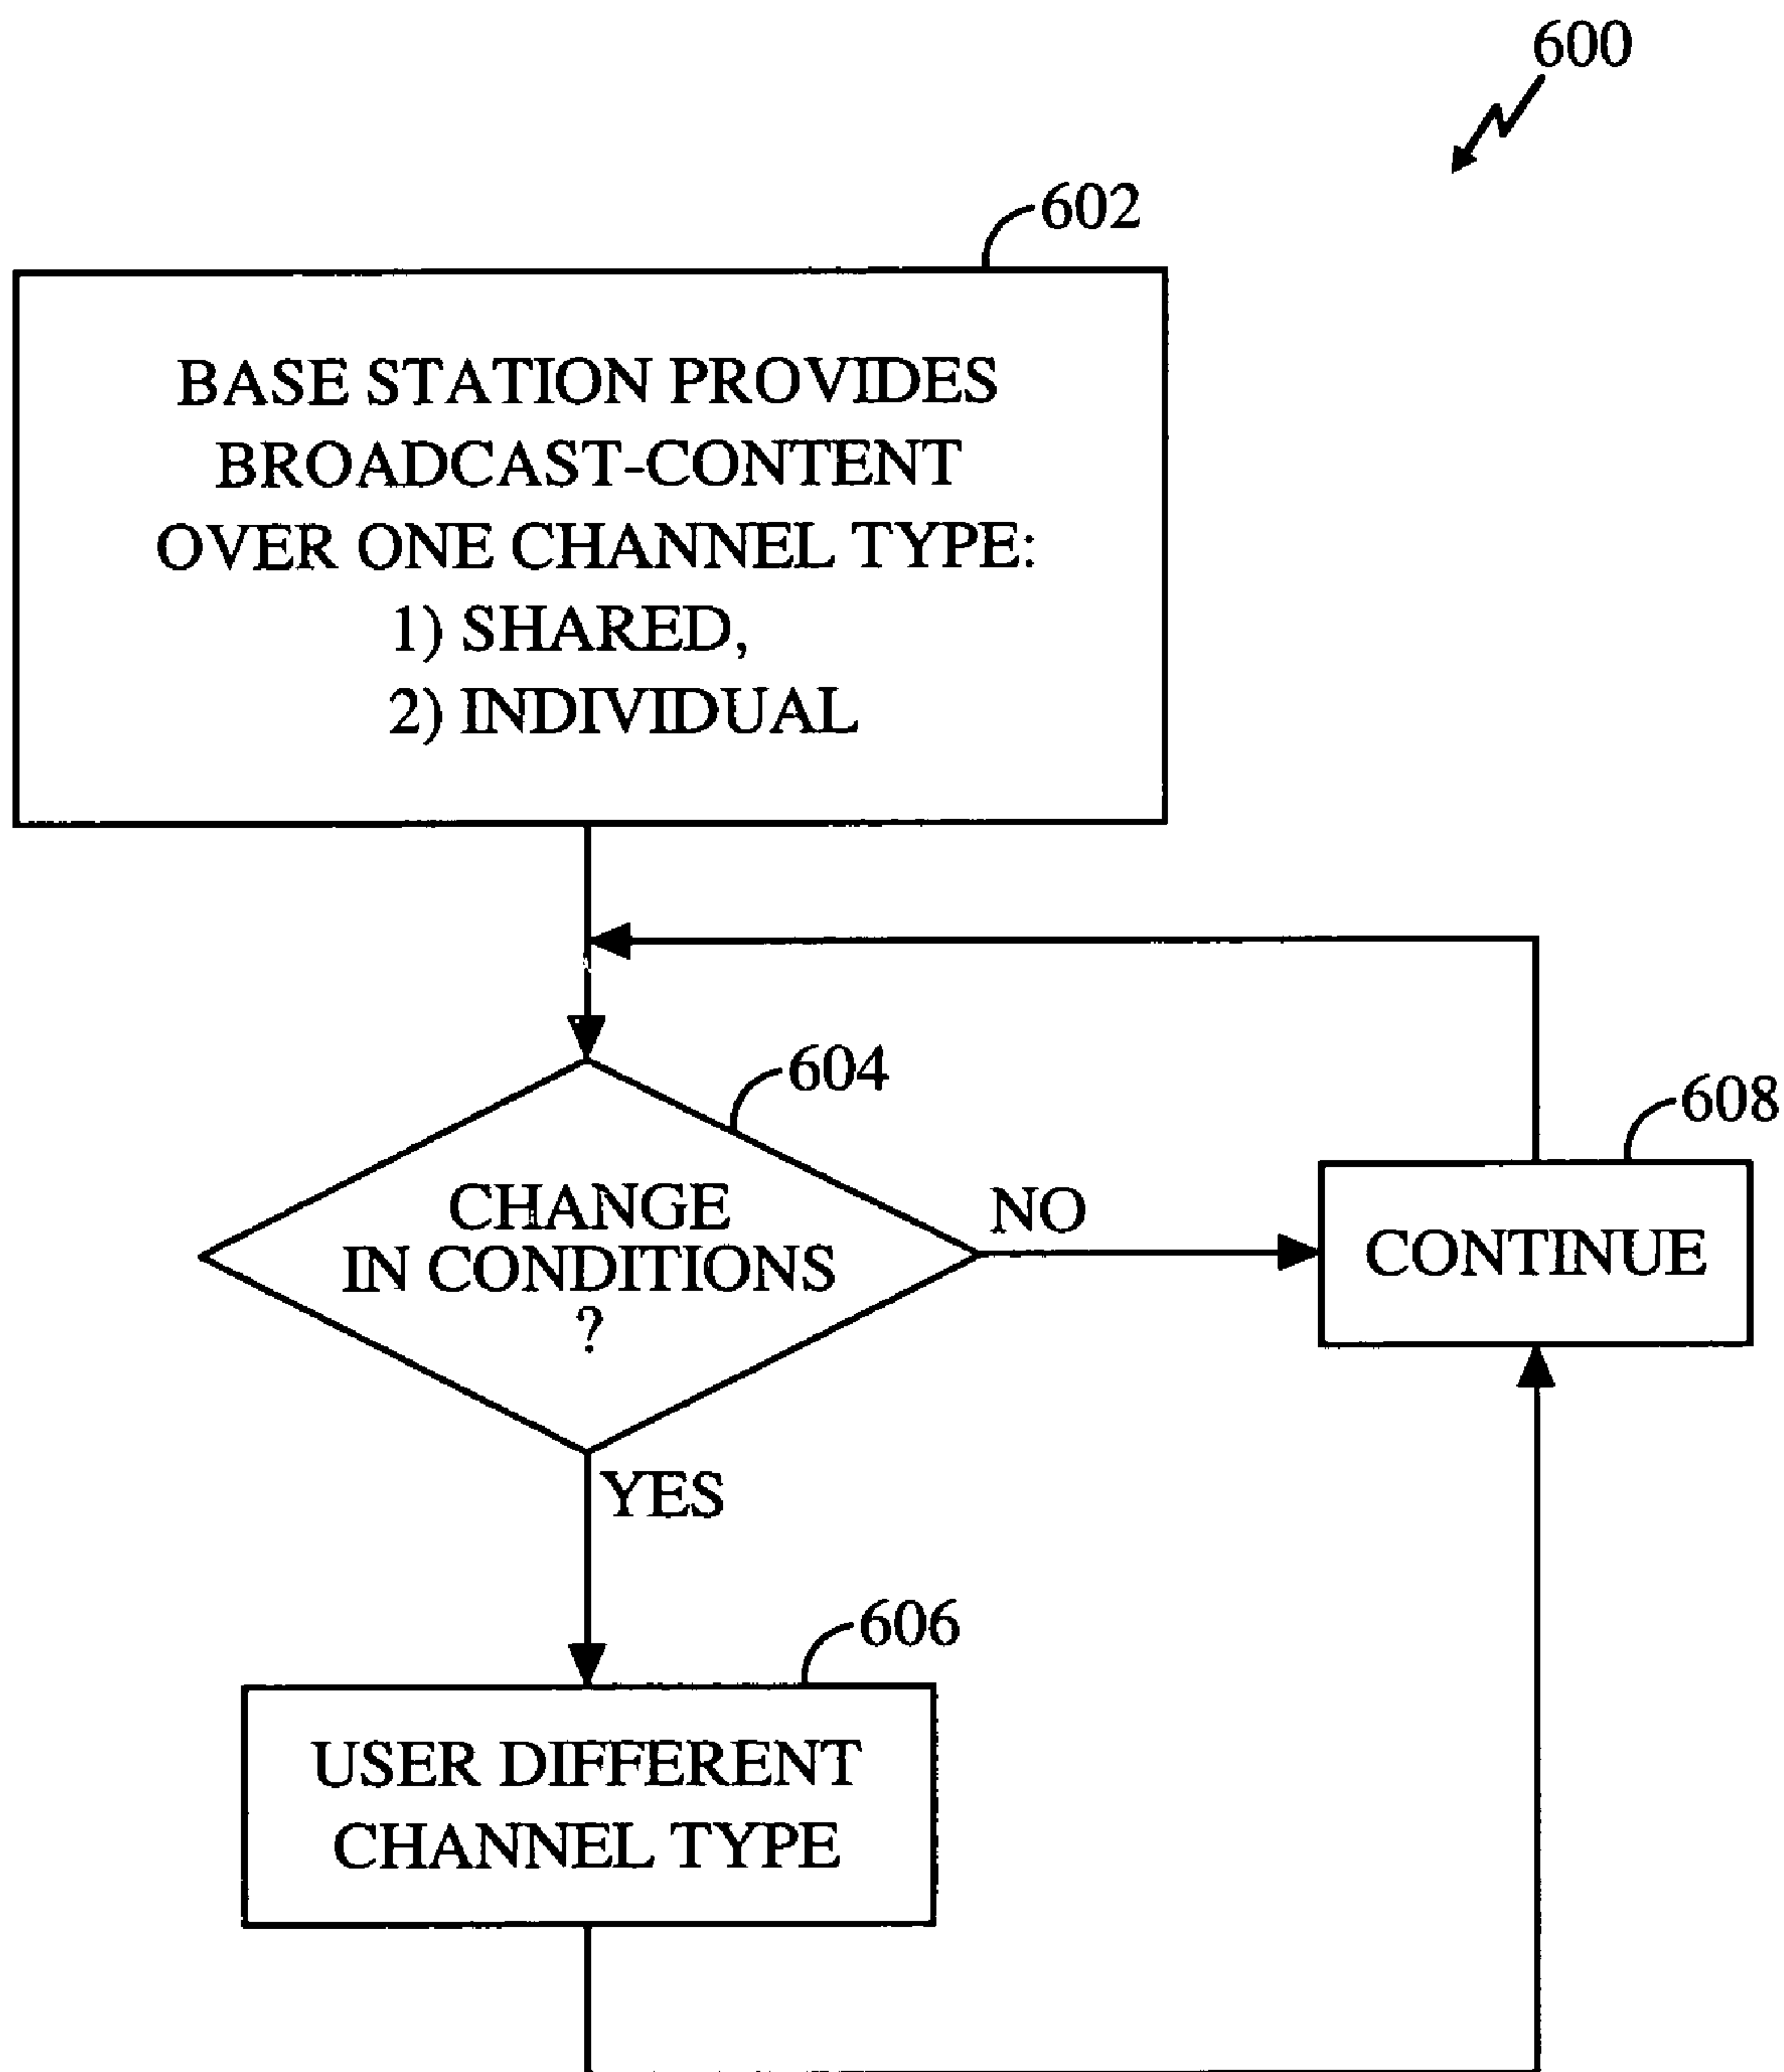 600
602
BASE STATION PROVIDES
BROADCAST-CONTENT
OVER ONE CHANNEL TYPE:
1) SHARED,
2) INDIVIDUAL
604
CHANGE
IN CONDITIONS
?
NO
608
CONTINUE
YES
606
USER DIFFERENT
CHANNEL TYPE